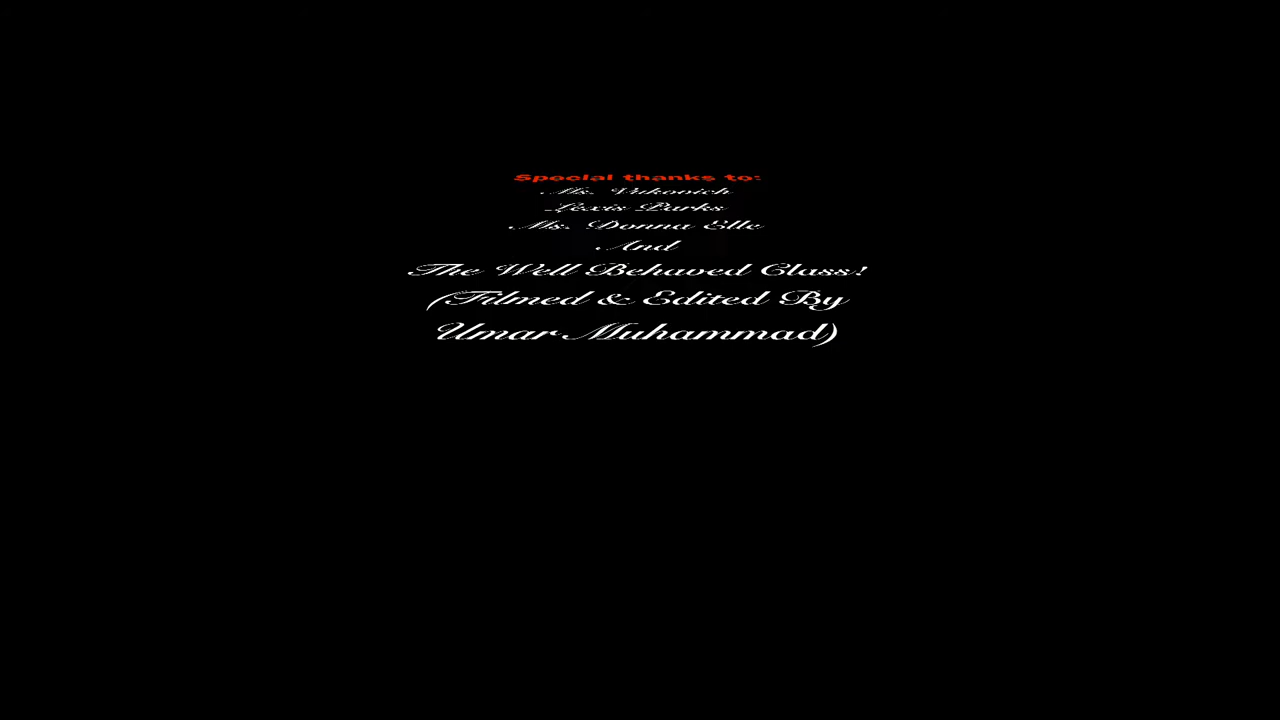 Special thanks to:
Ms. Vukovich
Lexis Parks
Ms. Donna Elle
And
The Well Behaved Class!
(Filmed & Edited By
Umar Muhammad)